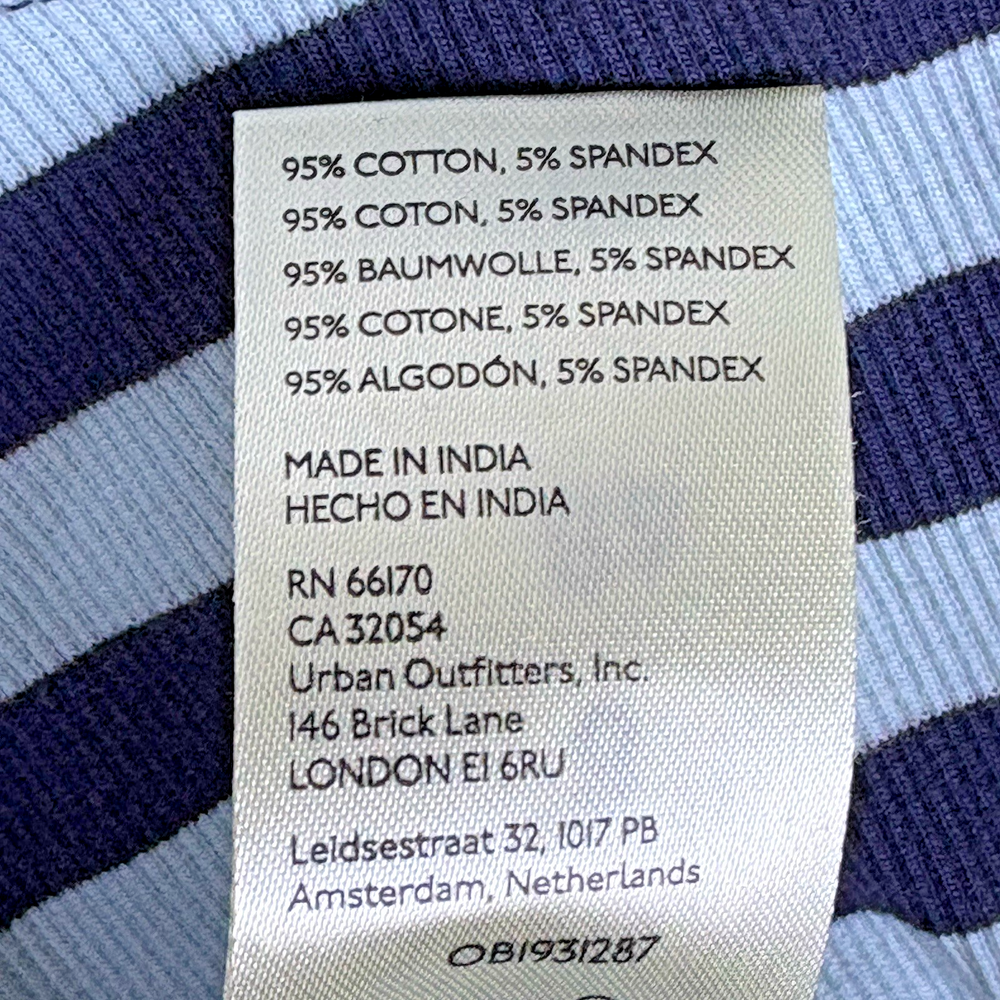 95% COTTON, 5% SPANDEX
95% COTON, 5% SPANDEX
95% BAUMWOLLE, 5% SPANDEX
95% COTONE, 5% SPANDEX
95% ALGODÓN, 5% SPANDEX
MADE IN INDIA
HECHO EN INDIA
RN 66170
CA 32054
Urban Outfitters, Inc.
146 Brick Lane
LONDON E1 6RU
Leidsestraat 32, 1017 PB
Amsterdam, Netherlands
OB1931287